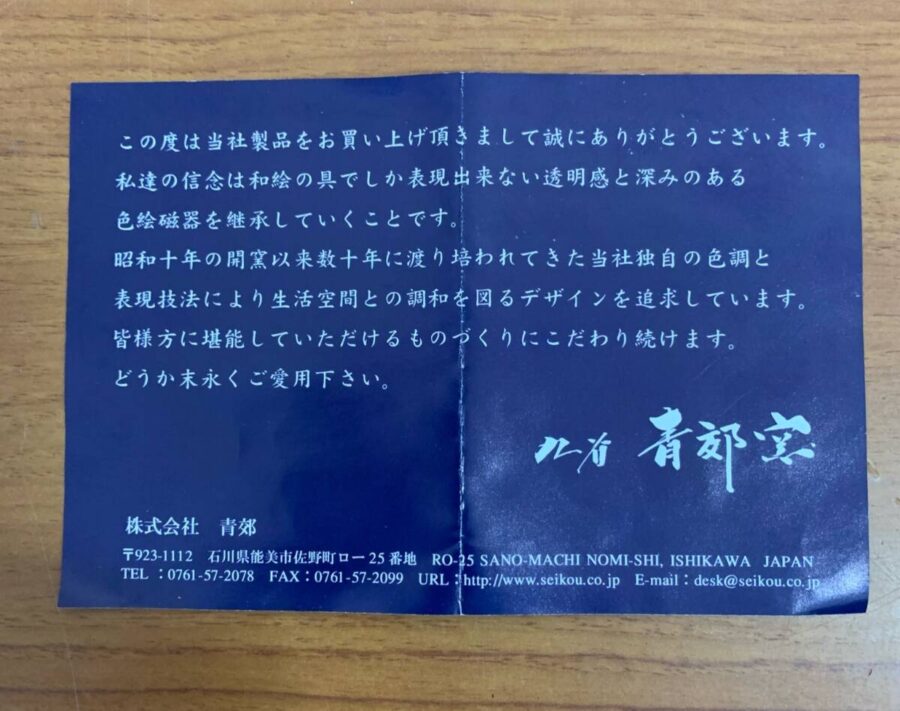 この度は当社製品をお買い上げ頂きまして誠にありがとうございます。
私達の信念は和絵の具でしか表現出来ない透明感と深みのある
色絵磁器を継承していくことです。
昭和十年の開窯以来数十年に渡り培われてきた当社独自の色調と
表現技法により生活空間との調和を図るデザインを追求しています。
皆様方に堪能していただけるものづくりにこだわり続けます。
どうか末永くご愛用下さい。
九谷 青郊窯
株式会社 青郊
〒923-1112 石川県能美市佐野町ロー25番地 RO-25 SANO-MACHI NOMI-SHI, ISHIKAWA JAPAN
TEL：0761-57-2078 FAX：0761-57-2099 URL：http://www.seikou.co.jp E-mail：desk@seikou.co.jp